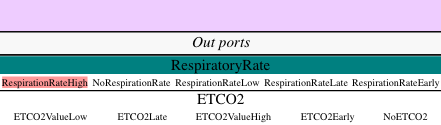 Out ports
RespiratoryRate
RespirationRateHigh NoRespirationRate RespirationRateLow RespirationRateLate RespirationRateEarly
ETCO2
ETCO2ValueLow ETCO2Late ETCO2ValueHigh ETCO2Early NoETCO2